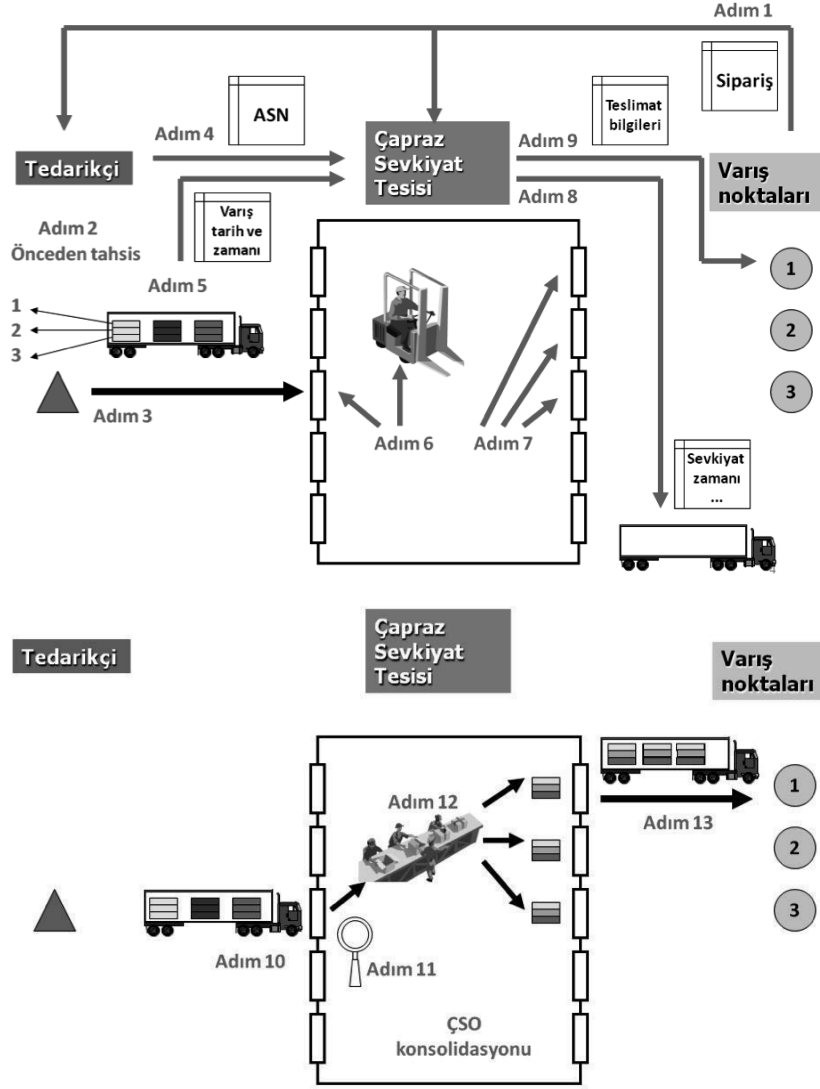 Adım 1
Sipariş
ASN
Teslimat
bilgileri
Adım 4
Çapraz
Sevkiyat
Tesisi
Adım 9
Tedarikçi
Varış
noktaları
Adım 8
Varış
tarih ve
zamanı
Adım 2
Önceden tahsis
Adım 5
1
2
3
1
2
3
Adım 3
Adım 6
Adım 7
Sevkiyat
zamanı
...
Tedarikçi
Çapraz
Sevkiyat
Tesisi
Varış
noktaları
Adım 12
1
Adım 13
2
3
Adım 10
Adım 11
ÇSO
konsolidasyonu